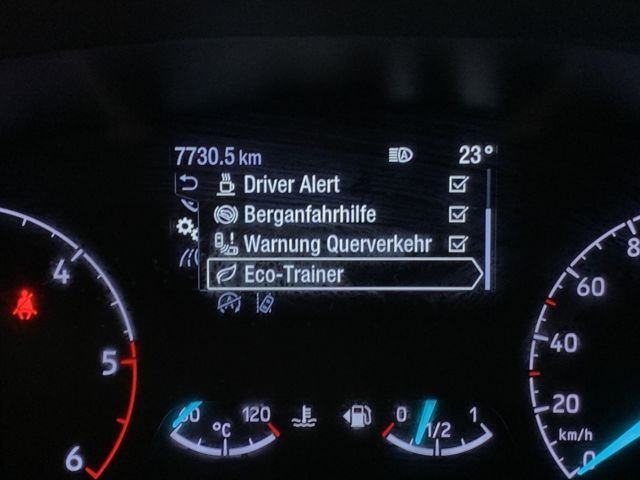 7730.5 km 23°
Driver Alert
Berganfahrhilfe
Warnung Querverkehr
Eco-Trainer
4
5
6
60 120
°C
0 1/2 1
80
60
40
20
0
km/h